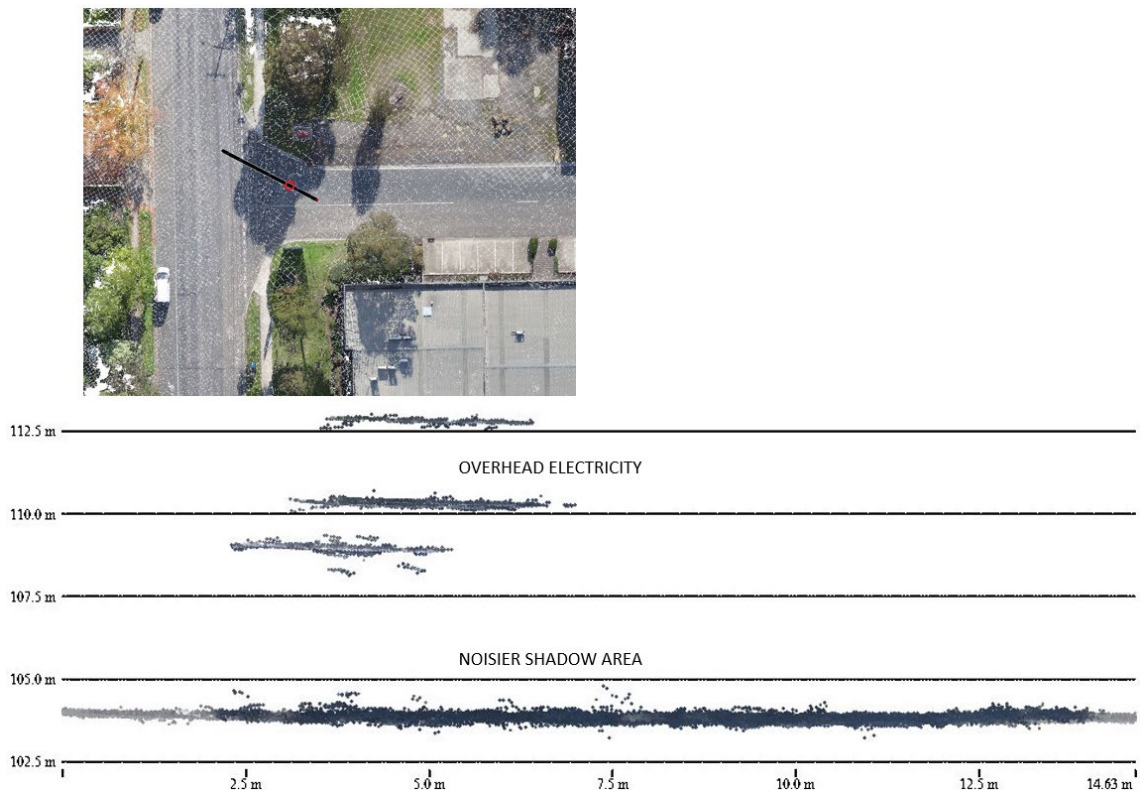 112.5 m
OVERHEAD ELECTRICITY
110.0 m
107.5 m
NOISIER SHADOW AREA
105.0 m
102.5 m
2.5 m 5.0 m 7.5 m 10.0 m 12.5 m 14.63 m